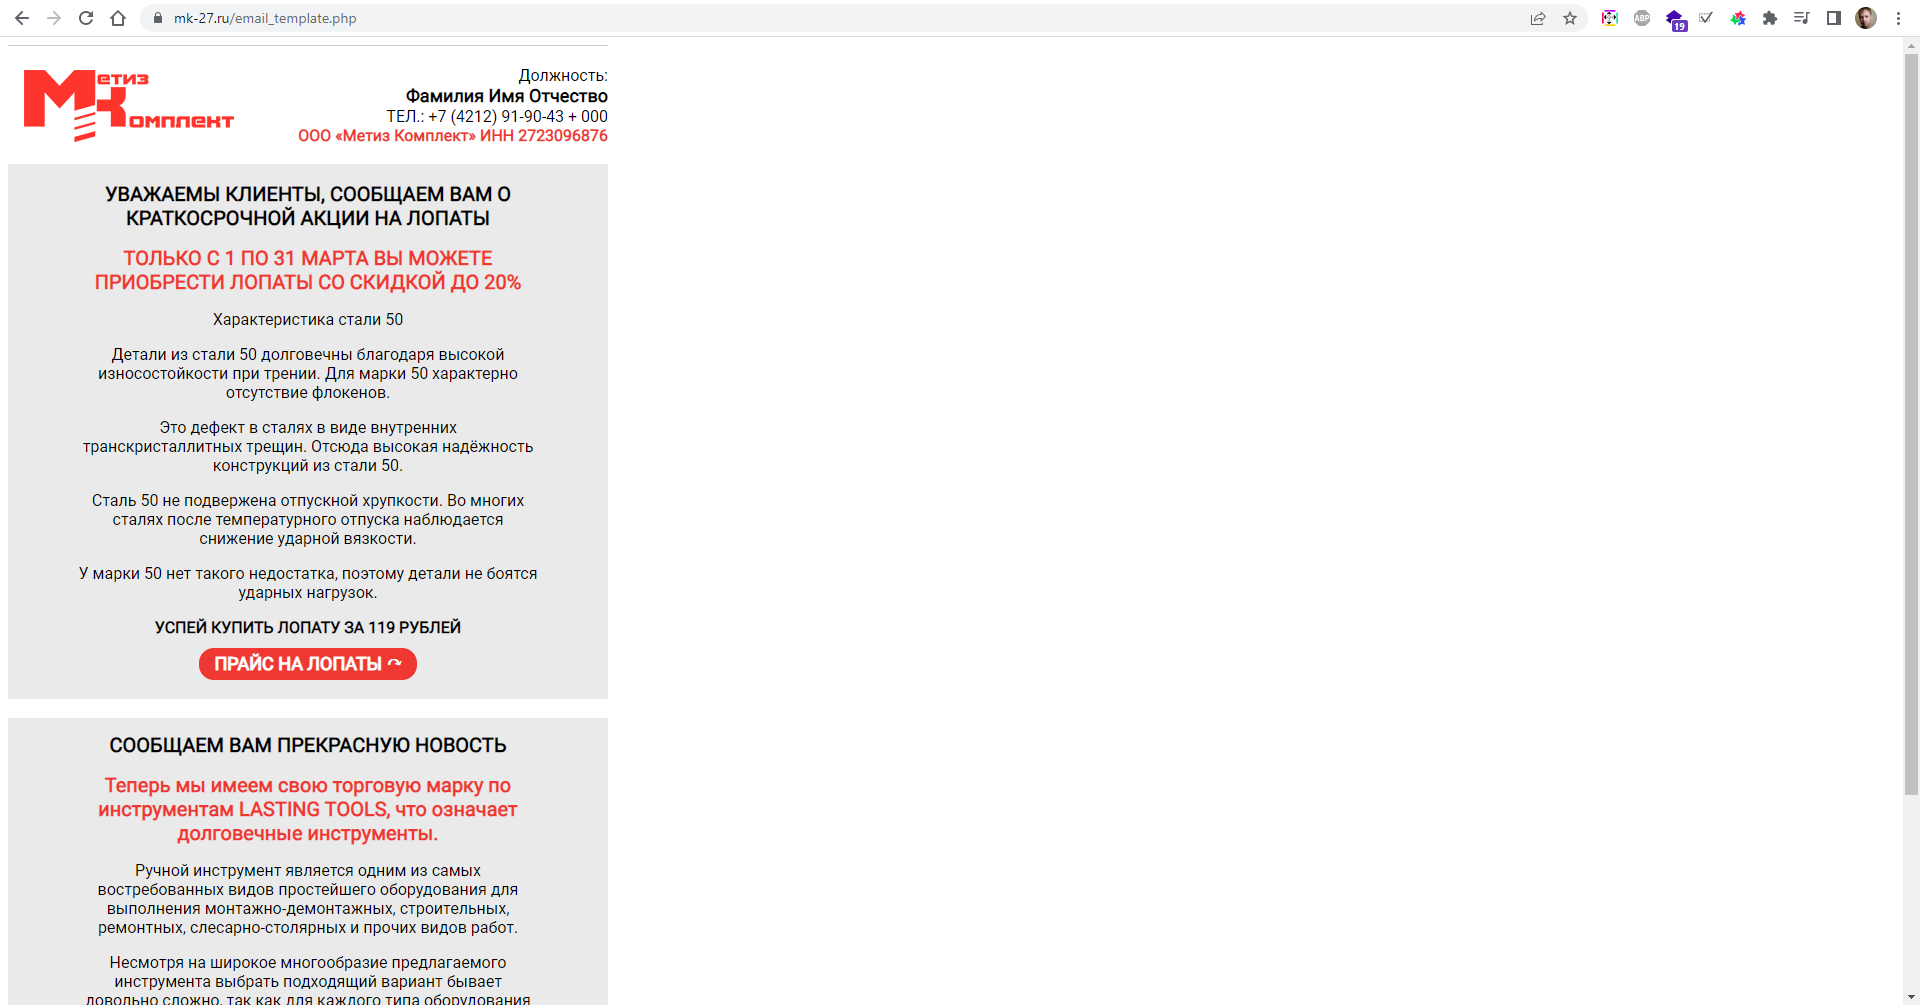 mk-27.ru/email_template.php
ABP
19
Метиз
Комплект
Должность:
Фамилия Имя Отчество
ТЕЛ.: +7 (4212) 91-90-43 + 000
ООО «Метиз Комплект» ИНН 2723096876
УВАЖАЕМЫ КЛИЕНТЫ, СООБЩАЕМ ВАМ О
КРАТКОСРОЧНОЙ АКЦИИ НА ЛОПАТЫ
ТОЛЬКО С 1 ПО 31 МАРТА ВЫ МОЖЕТЕ
ПРИОБРЕСТИ ЛОПАТЫ СО СКИДКОЙ ДО 20%
Характеристика стали 50
Детали из стали 50 долговечны благодаря высокой
износостойкости при трении. Для марки 50 характерно
отсутствие флокенов.
Это дефект в сталях в виде внутренних
транскристаллитных трещин. Отсюда высокая надёжность
конструкций из стали 50.
Сталь 50 не подвержена отпускной хрупкости. Во многих
сталях после температурного отпуска наблюдается
снижение ударной вязкости.
У марки 50 нет такого недостатка, поэтому детали не боятся
ударных нагрузок.
УСПЕЙ КУПИТЬ ЛОПАТУ ЗА 119 РУБЛЕЙ
ПРАЙС НА ЛОПАТЫ
СООБЩАЕМ ВАМ ПРЕКРАСНУЮ НОВОСТЬ
Теперь мы имеем свою торговую марку по
инструментам LASTING TOOLS, что означает
долговечные инструменты.
Ручной инструмент является одним из самых
востребованных видов простейшего оборудования для
выполнения монтажно-демонтажных, строительных,
ремонтных, слесарно-столярных и прочих видов работ.
Несмотря на широкое многообразие предлагаемого
инструмента выбрать подходящий вариант бывает
довольно сложно, так как для каждого типа оборудования